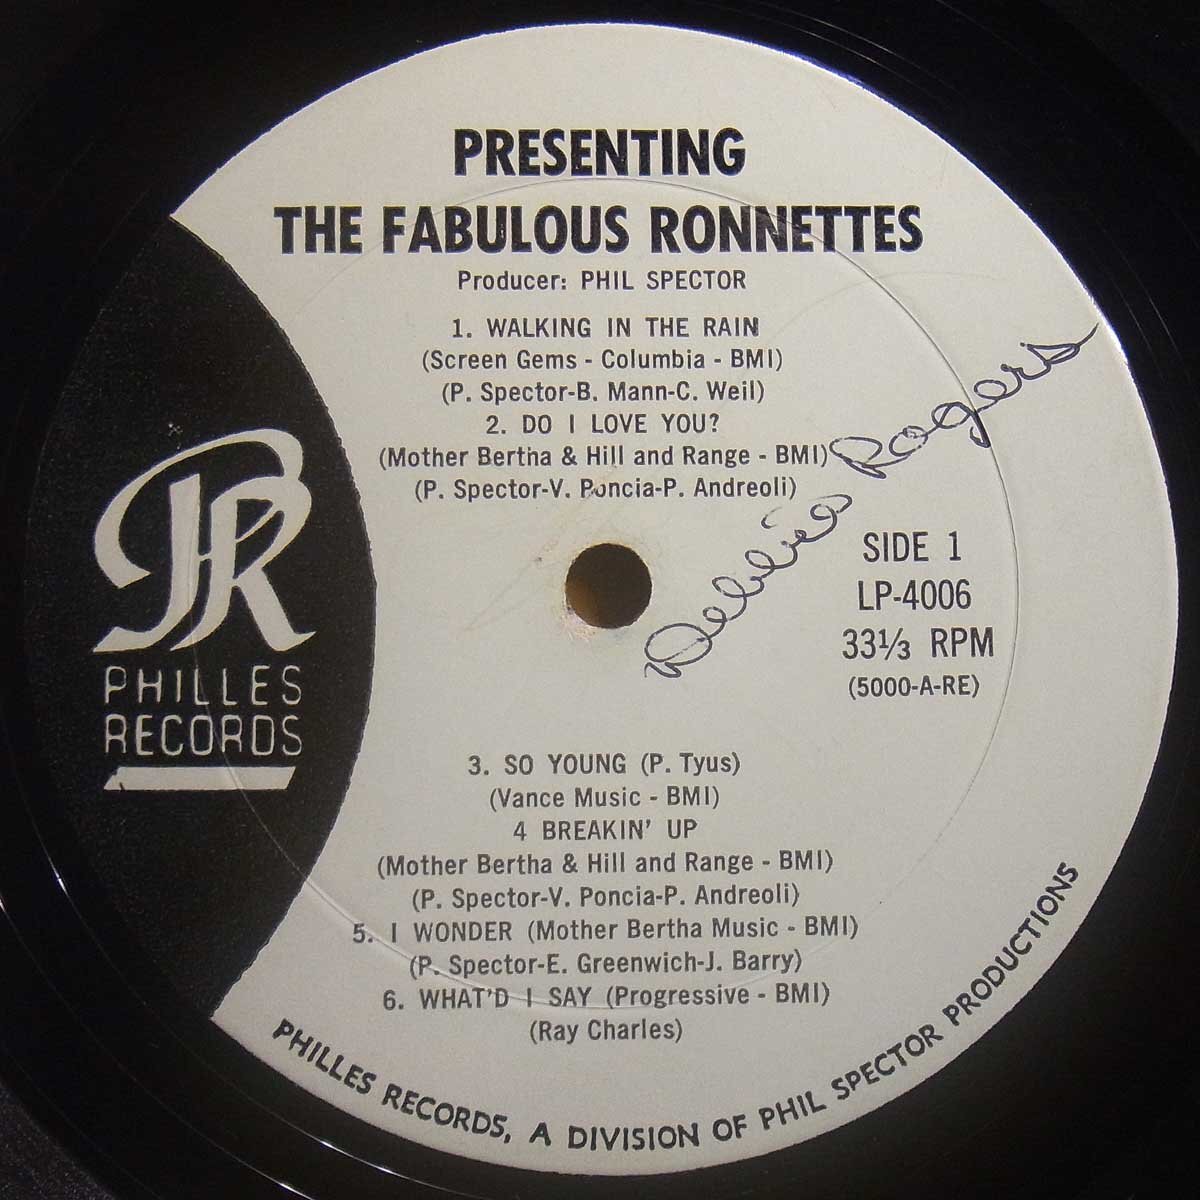 PRESENTING
THE FABULOUS RONNETTES
Producer: PHIL SPECTOR
1. WALKING IN THE RAIN
(Screen Gems - Columbia - BMI)
(P. Spector-B. Mann-C. Weil)
2. DO I LOVE YOU?
(Mother Bertha & Hill and Range - BMI)
(P. Spector-V. Poncia-P. Andreoli)
Debbie Rogers
SIDE 1
LP-4006
33⅓ RPM
(5000-A-RE)
PR
PHILLES
RECORDS
3. SO YOUNG (P. Tyus)
(Vance Music - BMI)
4 BREAKIN' UP
(Mother Bertha & Hill and Range - BMI)
(P. Spector-V. Poncia-P. Andreoli)
5. I WONDER (Mother Bertha Music - BMI)
(P. Spector-E. Greenwich-J. Barry)
6. WHAT'D I SAY (Progressive - BMI)
(Ray Charles)
PHILLES RECORDS, A DIVISION OF PHIL SPECTOR PRODUCTIONS